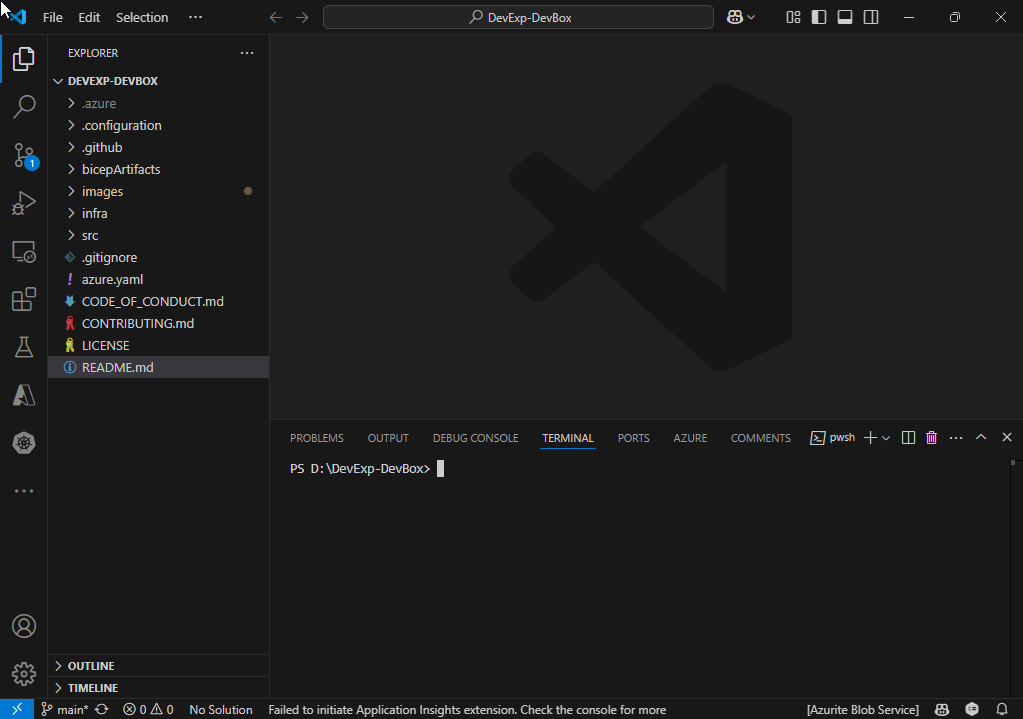 File Edit Selection ···
DevExp-DevBox
EXPLORER ···
DEVEXP-DEVBOX
.azure
.configuration
.github
bicepArtifacts
images
infra
src
.gitignore
! azure.yaml
CODE_OF_CONDUCT.md
CONTRIBUTING.md
LICENSE
README.md
1
OUTLINE
TIMELINE
PROBLEMS OUTPUT DEBUG CONSOLE TERMINAL PORTS AZURE COMMENTS pwsh ···
PS D:\DevExp-DevBox>
main* 0 0 No Solution Failed to initiate Application Insights extension. Check the console for more [Azurite Blob Service]